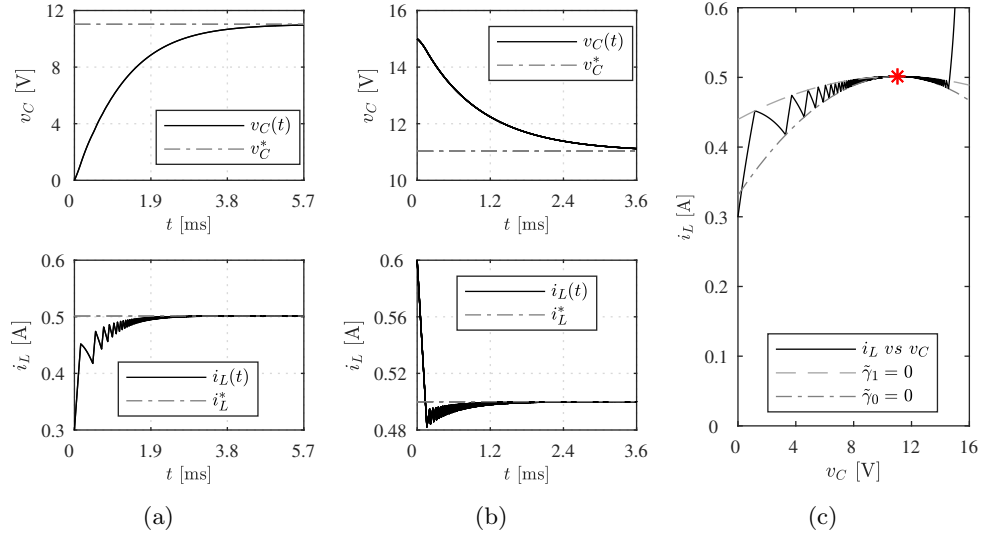 12
8
4
0
v_C [V]
v_C(t)
v_C^*
0 1.9 3.8 5.7
t [ms]
0.6
0.5
0.4
0.3
i_L [A]
i_L(t)
i_L^*
0 1.9 3.8 5.7
t [ms]
(a)
16
14
12
10
v_C [V]
v_C(t)
v_C^*
0 1.2 2.4 3.6
t [ms]
0.6
0.56
0.52
0.48
i_L [A]
i_L(t)
i_L^*
0 1.2 2.4 3.6
t [ms]
(b)
0.6
0.5
0.4
0.3
0.2
0.1
0
i_L [A]
i_L vs v_C
γ̃_1 = 0
γ̃_0 = 0
0 4 8 12 16
v_C [V]
(c)